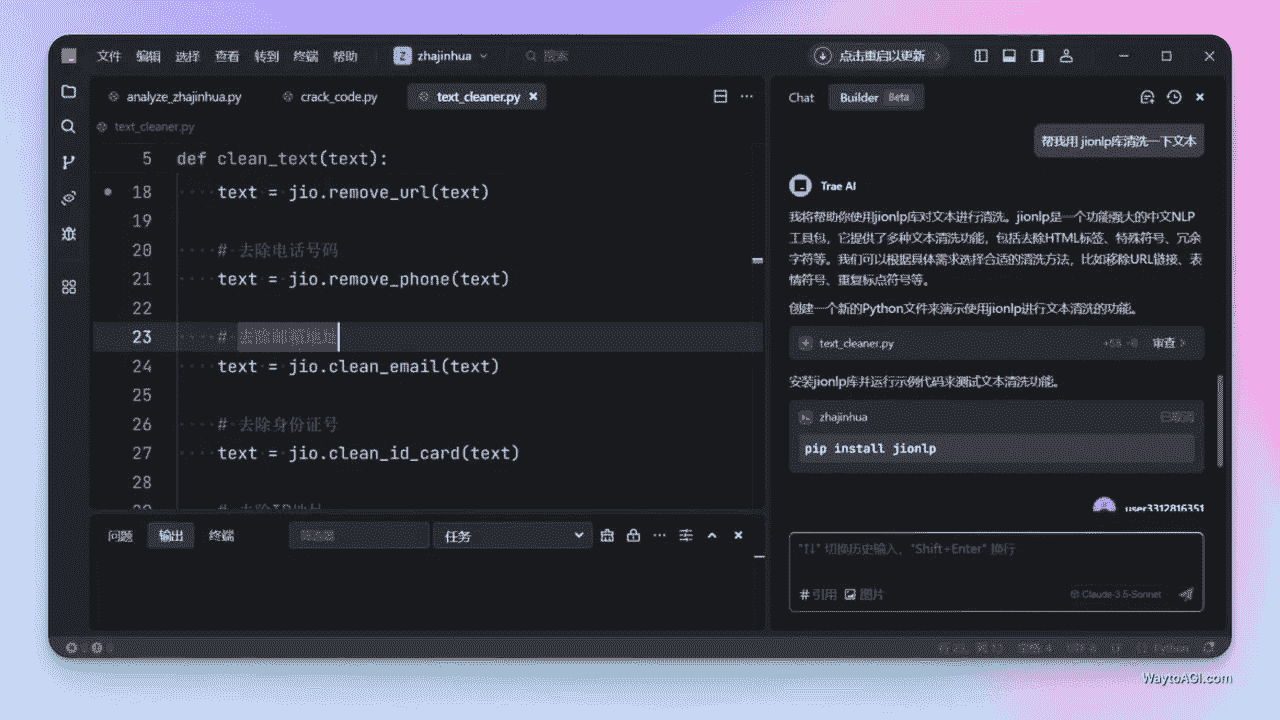 文件 编辑 选择 查看 转到 终端 帮助 Z zhajinhua 搜索 点击重启以更新
analyze_zhajinhua.py crack_code.py text_cleaner.py
text_cleaner.py
5 def clean_text(text):
18 text = jio.remove_url(text)
19
20 # 去除电话号码
21 text = jio.remove_phone(text)
22
23 # 去除邮箱地址
24 text = jio.clean_email(text)
25
26 # 去除身份证号
27 text = jio.clean_id_card(text)
28
问题 输出 终端 筛选器 任务
Chat Builder Beta
帮我用 jionlp库清洗一下文本
Trae AI
我将帮助你使用jionlp库对文本进行清洗。jionlp是一个功能强大的中文NLP
工具包，它提供了多种文本清洗功能，包括去除HTML标签、特殊符号、冗余
字符等。我们可以根据具体需求选择合适的清洗方法，比如移除URL链接、表
情符号、重复标点符号等。
创建一个新的Python文件来演示使用jionlp进行文本清洗的功能。
text_cleaner.py +58 -0 审查
安装jionlp库并运行示例代码来测试文本清洗功能。
zhajinhua 已取消
pip install jionlp
user3312816351
"↑↓" 切换历史输入，"Shift+Enter" 换行
# 引用 图片 Claude-3.5-Sonnet
Python
WaytoAGI.com